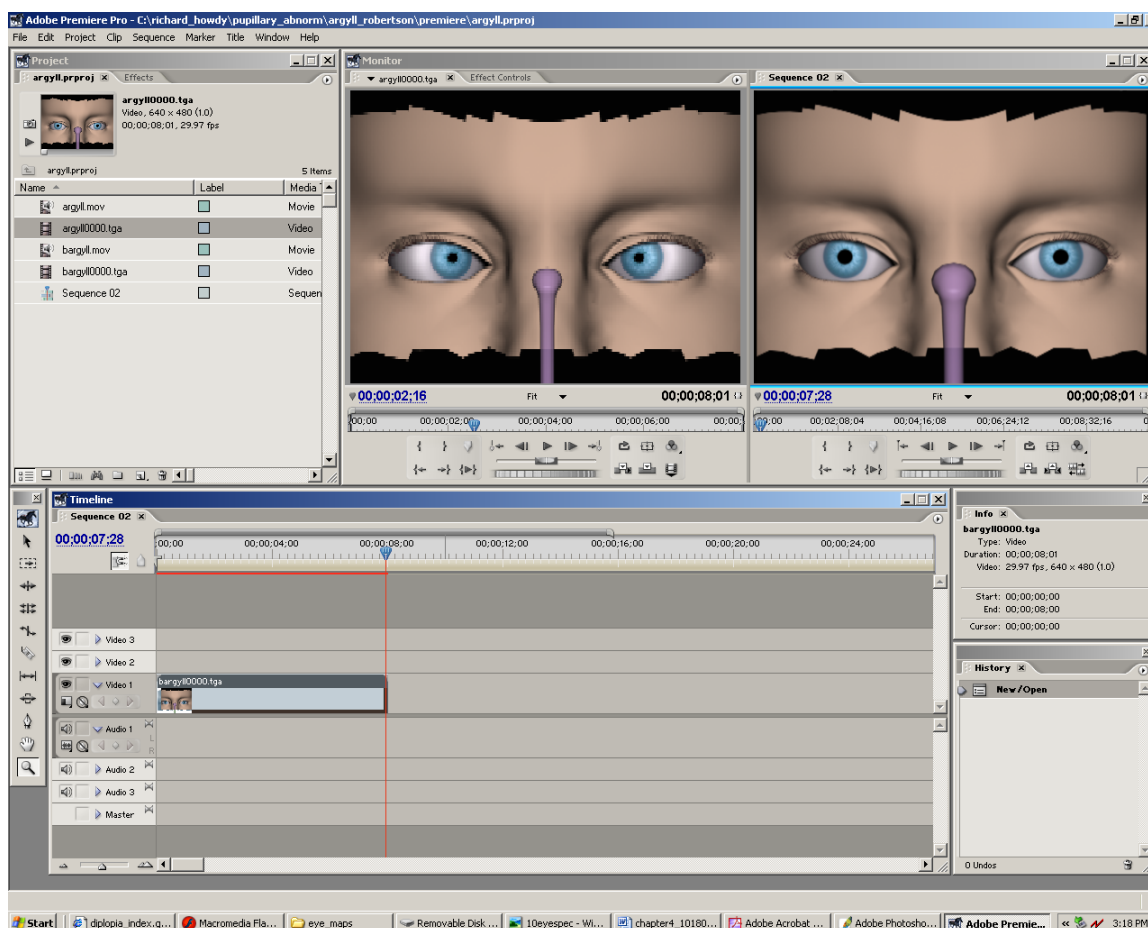 Adobe Premiere Pro - C:\richard_howdy\pupillary_abnorm\argyll_robertson\premiere\argyll.prproj
File Edit Project Clip Sequence Marker Title Window Help
Project
argyll.prproj Effects
argyll0000.tga
Video, 640 x 480 (1.0)
00;00;08;01, 29.97 fps
argyll.prproj 5 Items
Name Label Media
argyll.mov Movie
argyll0000.tga Video
bargyll.mov Movie
bargyll0000.tga Video
Sequence 02 Sequen
Monitor
argyll0000.tga Effect Controls
00;00;02;16 Fit 00;00;08;01
00;00 00;00;02;00 00;00;04;00 00;00;06;00 00;00;
Sequence 02
00;00;07;28 Fit 00;00;08;01
00;00 00;02;08;04 00;04;16;08 00;06;24;12 00;08;32;16 0
Timeline
Sequence 02
00;00;07;28
;00;00 00;00;04;00 00;00;08;00 00;00;12;00 00;00;16;00 00;00;20;00 00;00;24;00
Video 3
Video 2
Video 1
bargyll0000.tga
Audio 1
L
R
Audio 2
Audio 3
Master
Info
bargyll0000.tga
Type: Video
Duration: 00;00;08;01
Video: 29.97 fps, 640 x 480 (1.0)
Start: 00;00;00;00
End: 00;00;08;00
Cursor: 00;00;00;00
History
New/Open
0 Undos
Start diplopia_index.g... Macromedia Fla... eye_maps Removable Disk ... 10eyespec - Wi... chapter4_10180... Adobe Acrobat ... Adobe Photosho... Adobe Premie... « 3:18 PM